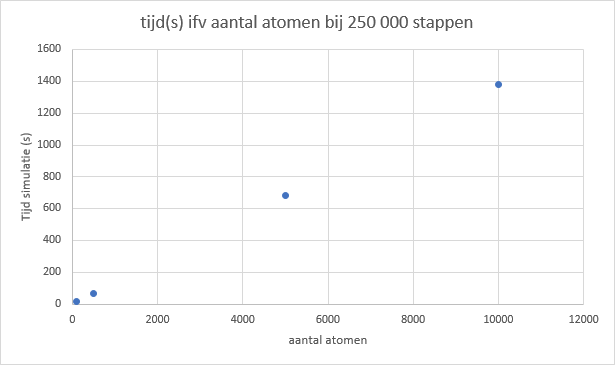 tijd(s) ifv aantal atomen bij 250 000 stappen
Tijd simulatie (s)
1600
1400
1200
1000
800
600
400
200
0
0 2000 4000 6000 8000 10000 12000
aantal atomen